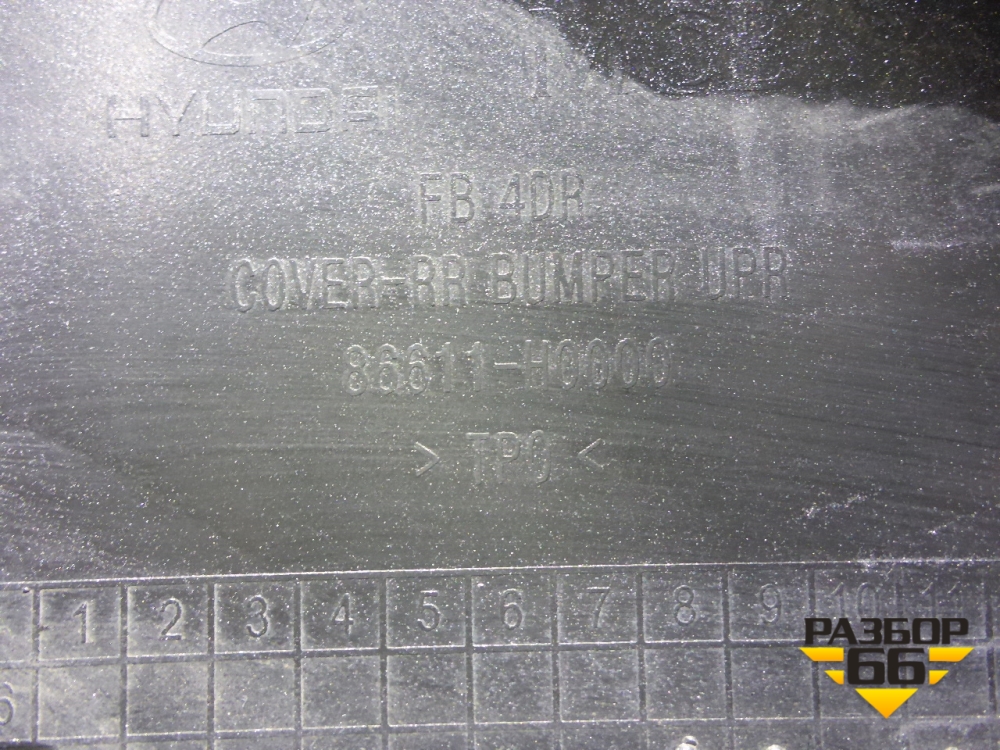 HYUNDAI
FB 4DR
COVER-RR BUMPER UPR
86611-H0000
> TPO <
1 2 3 4 5 6 7 8 9 10 11
РАЗБОР
66